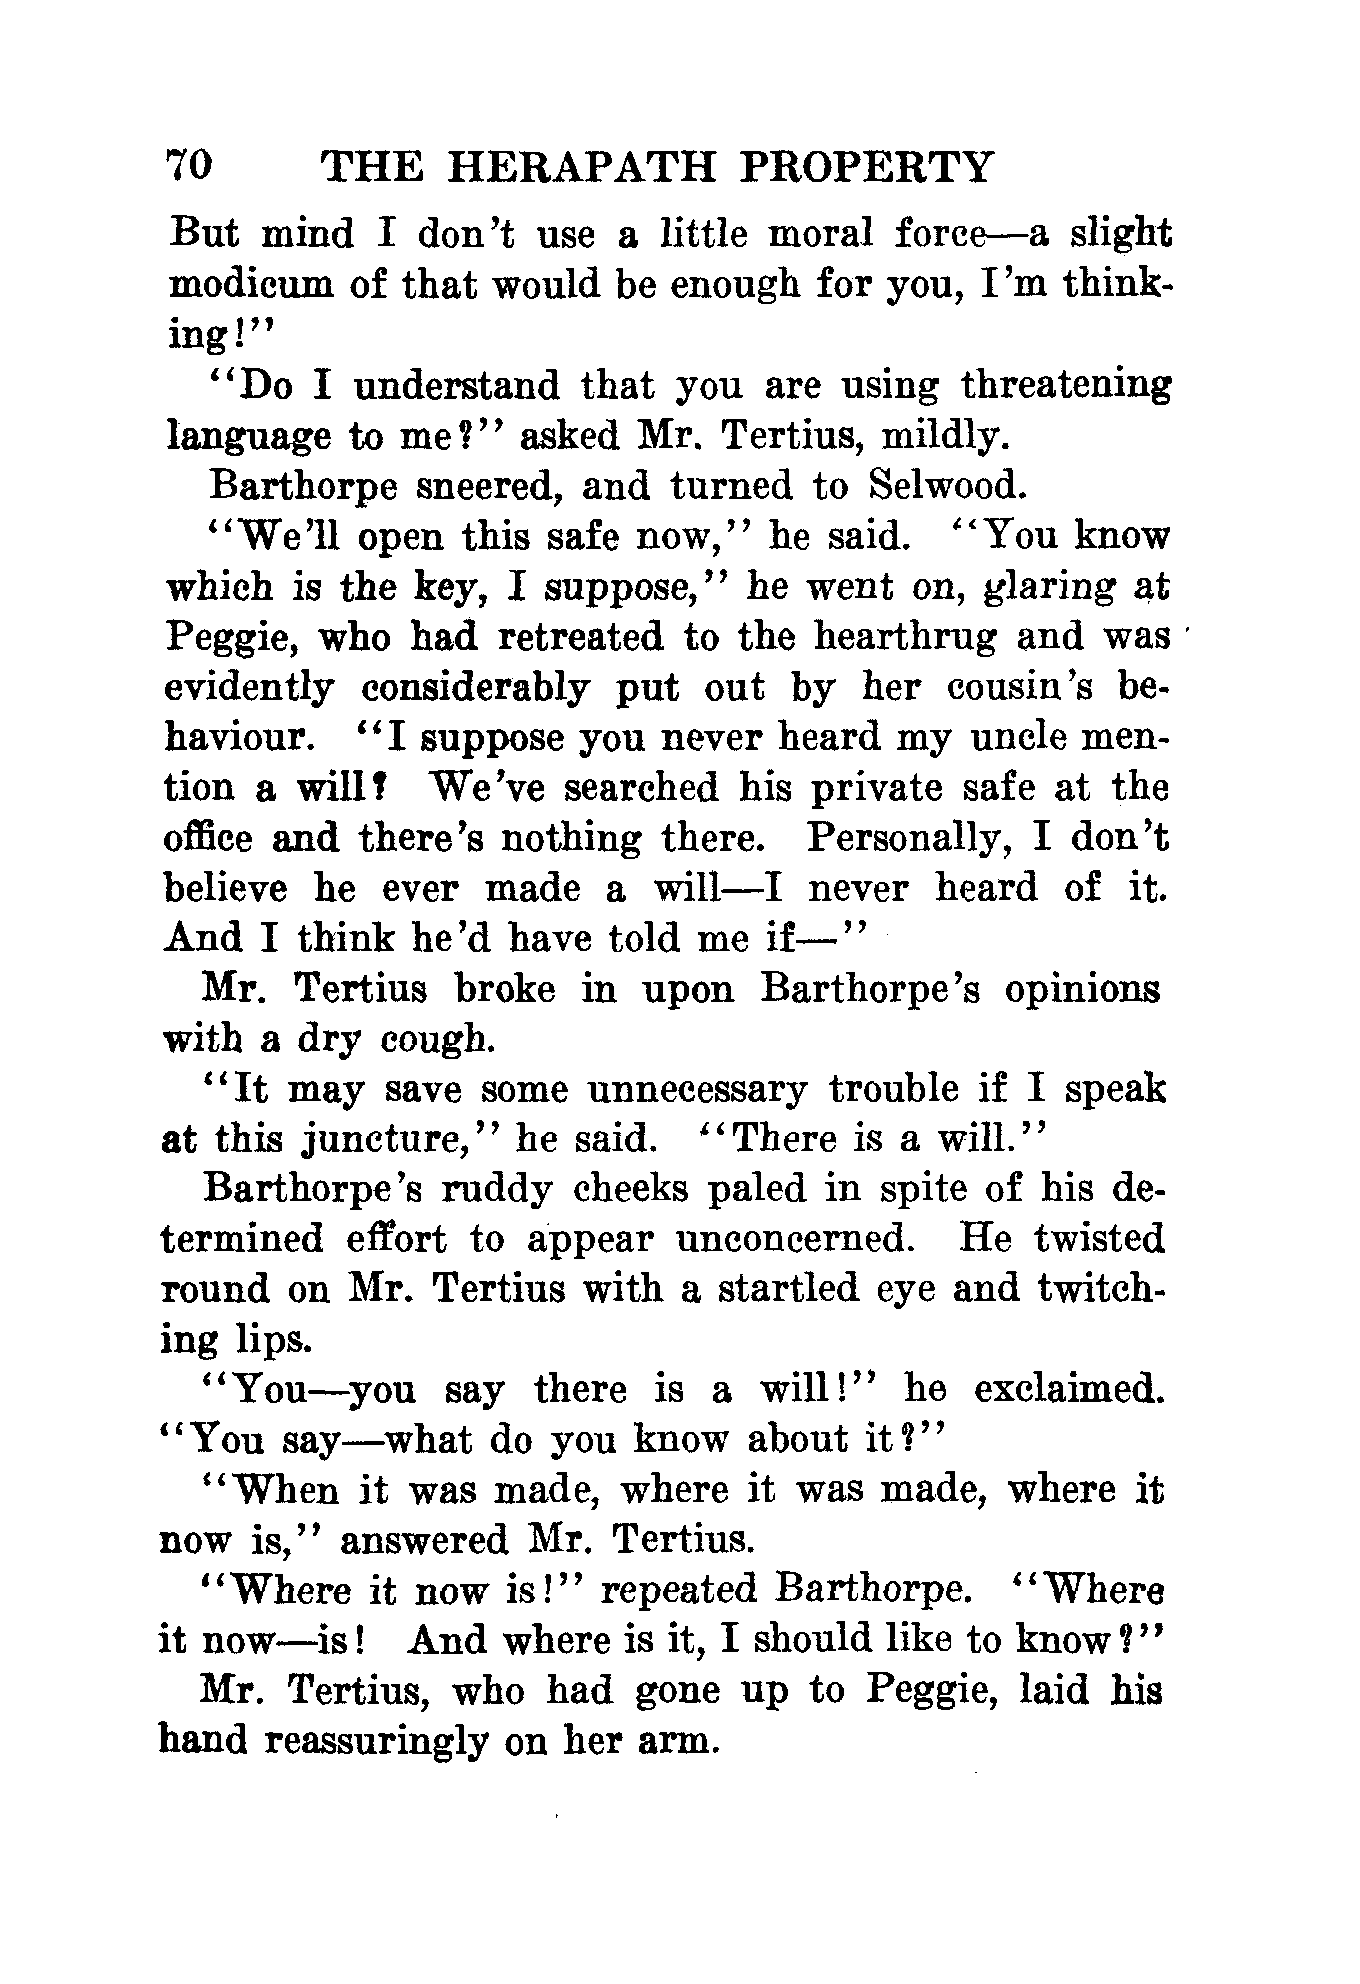 70 THE HERAPATH PROPERTY
But mind I don't use a little moral force—a slight
modicum of that would be enough for you, I'm think-
ing!"
"Do I understand that you are using threatening
language to me?" asked Mr. Tertius, mildly.
Barthorpe sneered, and turned to Selwood.
"We'll open this safe now," he said. "You know
which is the key, I suppose," he went on, glaring at
Peggie, who had retreated to the hearthrug and was
evidently considerably put out by her cousin's be-
haviour. "I suppose you never heard my uncle men-
tion a will? We've searched his private safe at the
office and there's nothing there. Personally, I don't
believe he ever made a will—I never heard of it.
And I think he'd have told me if—"
Mr. Tertius broke in upon Barthorpe's opinions
with a dry cough.
"It may save some unnecessary trouble if I speak
at this juncture," he said. "There is a will."
Barthorpe's ruddy cheeks paled in spite of his de-
termined effort to appear unconcerned. He twisted
round on Mr. Tertius with a startled eye and twitch-
ing lips.
"You—you say there is a will!" he exclaimed.
"You say—what do you know about it?"
"When it was made, where it was made, where it
now is," answered Mr. Tertius.
"Where it now is!" repeated Barthorpe. "Where
it now—is! And where is it, I should like to know?"
Mr. Tertius, who had gone up to Peggie, laid his
hand reassuringly on her arm.